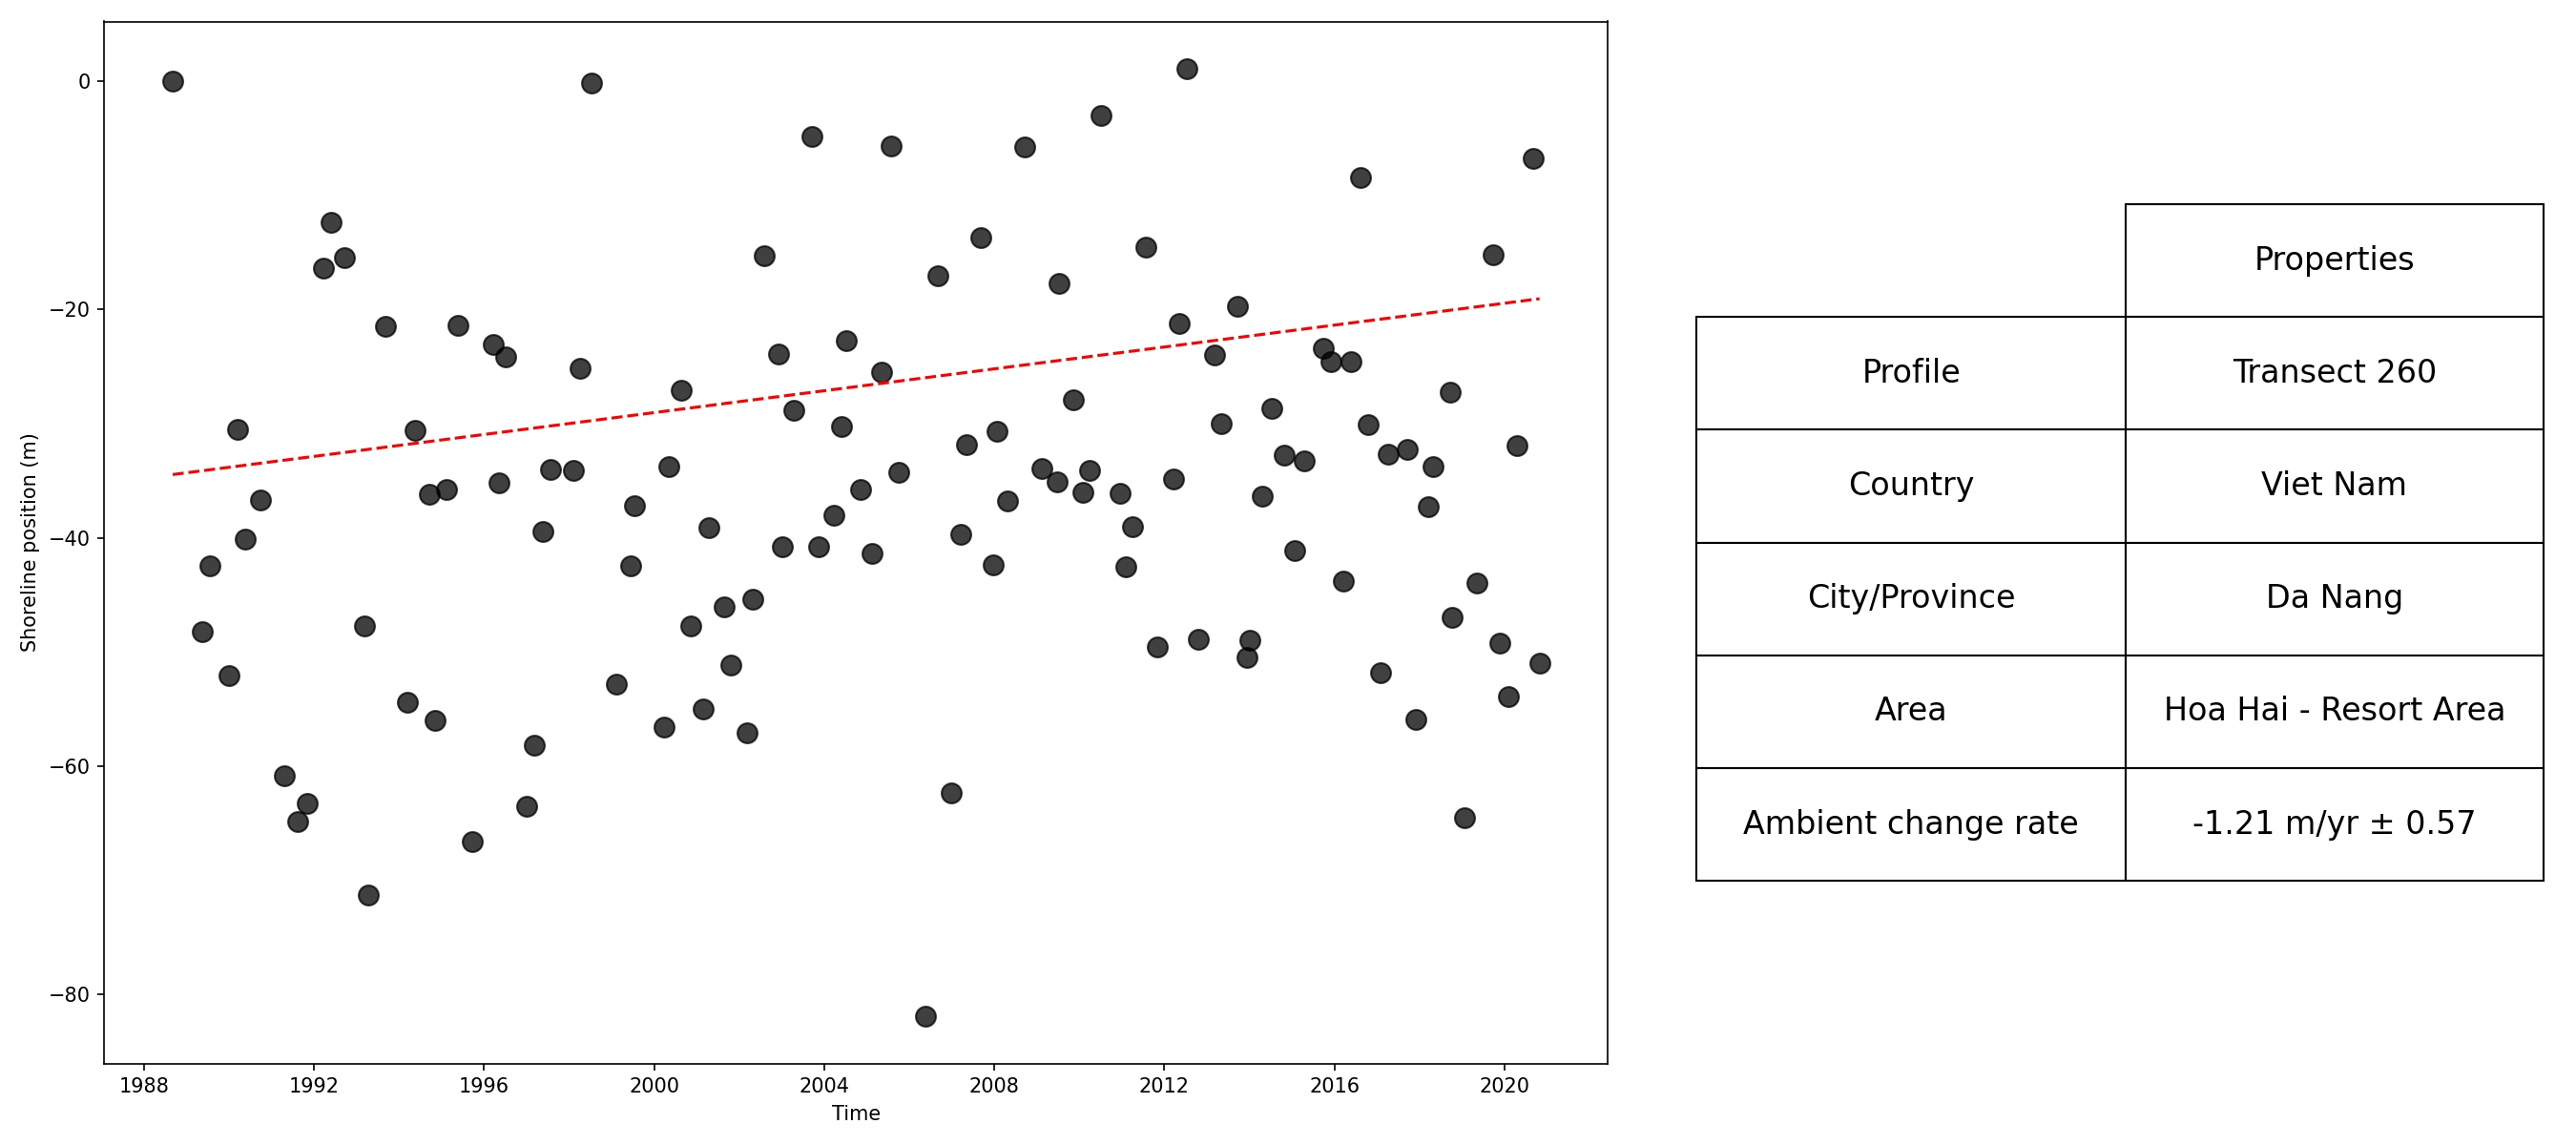 0
−20
−40
−60
−80
Shoreline position (m)
1988 1992 1996 2000 2004 2008 2012 2016 2020
Time
Properties
Profile Transect 260
Country Viet Nam
City/Province Da Nang
Area Hoa Hai - Resort Area
Ambient change rate -1.21 m/yr ± 0.57